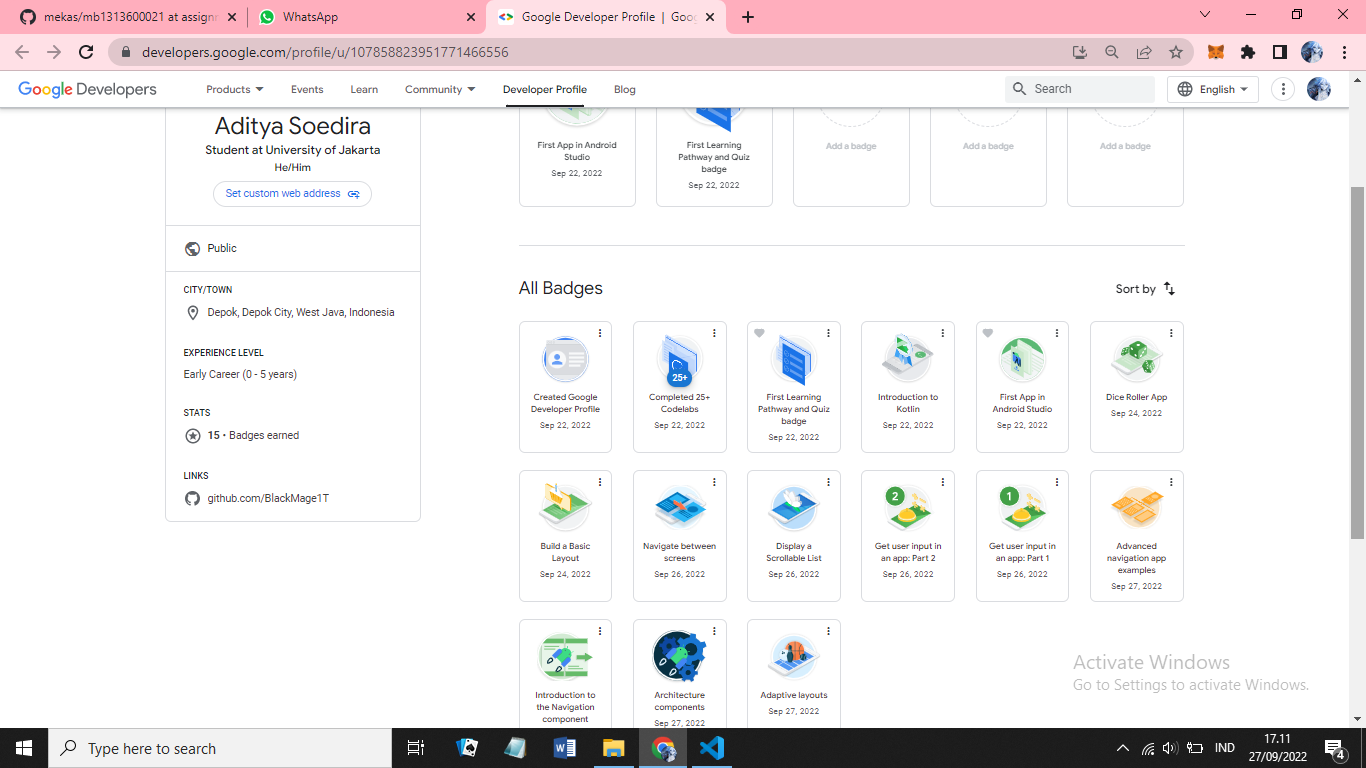 mekas/mb1313600021 at assignm
WhatsApp
Google Developer Profile | Goog
developers.google.com/profile/u/107858823951771466556
Google Developers
Products
Events
Learn
Community
Developer Profile
Blog
Search
English
Aditya Soedira
Student at University of Jakarta
He/Him
Set custom web address
Public
CITY/TOWN
Depok, Depok City, West Java, Indonesia
EXPERIENCE LEVEL
Early Career (0 - 5 years)
STATS
15 • Badges earned
LINKS
github.com/BlackMage1T
First App in Android
Studio
Sep 22, 2022
First Learning
Pathway and Quiz
badge
Sep 22, 2022
Add a badge
Add a badge
Add a badge
All Badges
Sort by
Created Google
Developer Profile
Sep 22, 2022
25+
Completed 25+
Codelabs
Sep 22, 2022
First Learning
Pathway and Quiz
badge
Sep 22, 2022
Introduction to
Kotlin
Sep 22, 2022
First App in
Android Studio
Sep 22, 2022
Dice Roller App
Sep 24, 2022
Build a Basic
Layout
Sep 24, 2022
Navigate between
screens
Sep 26, 2022
Display a
Scrollable List
Sep 26, 2022
2
Get user input in
an app: Part 2
Sep 26, 2022
1
Get user input in
an app: Part 1
Sep 26, 2022
Advanced
navigation app
examples
Sep 27, 2022
Introduction to
the Navigation
component
Architecture
components
Sep 27, 2022
Adaptive layouts
Sep 27, 2022
Activate Windows
Go to Settings to activate Windows.
Type here to search
IND
17.11
27/09/2022
4